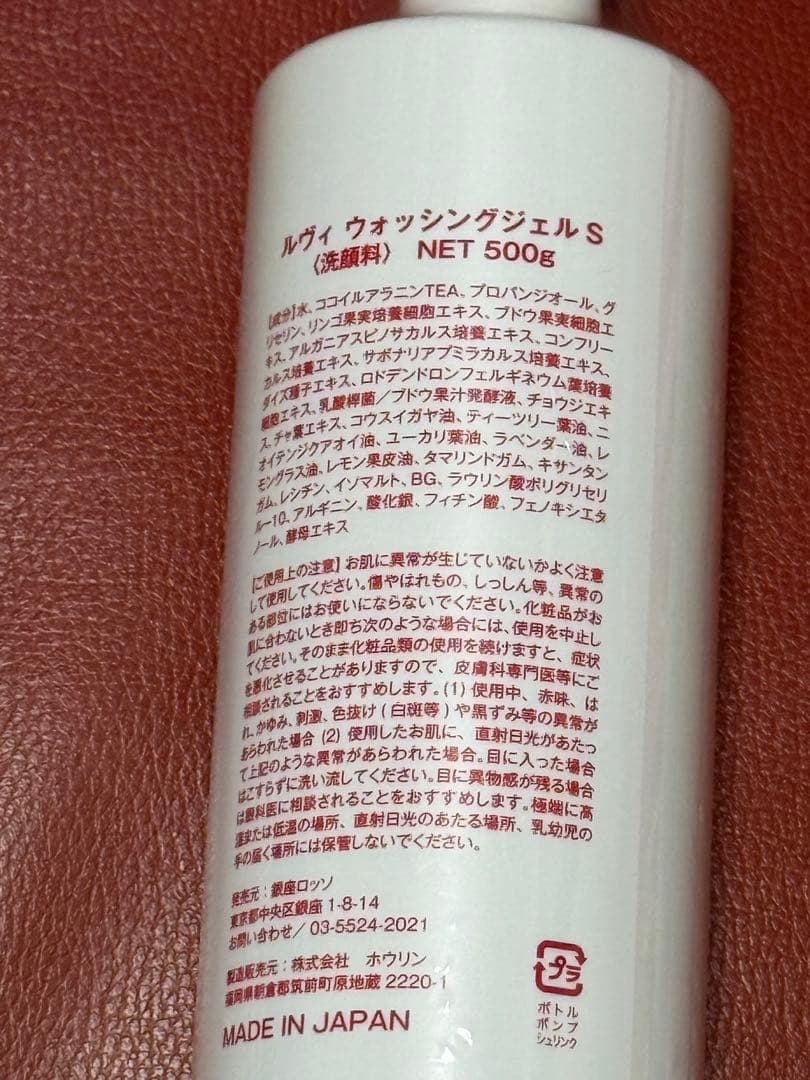 ルヴィ ウォッシングジェル S
〈洗顔料〉 NET 500g
【成分】水、ココイルアラニンTEA、プロパンジオール、グ
リセリン、リンゴ果実培養細胞エキス、ブドウ果実細胞エ
キス、アルガニアスピノサカルス培養エキス、コンフリー
カルス培養エキス、サボナリアプミラカルス培養エキス、
ダイズ種子エキス、ロドデンドロンフェルギネウム葉培養
細胞エキス、乳酸桿菌／ブドウ果汁発酵液、チョウジエキ
ス、チャ葉エキス、コウスイガヤ油、ティーツリー葉油、ニ
オイテンジクアオイ油、ユーカリ葉油、ラベンダー油、レ
モングラス油、レモン果皮油、タマリンドガム、キサンタン
ガム、レシチン、イソマルト、BG、ラウリン酸ポリグリセリ
ル－10、アルギニン、酸化銀、フィチン酸、フェノキシエタ
ノール、酵母エキス
【ご使用上の注意】お肌に異常が生じていないかよく注意
して使用してください。傷やはれもの、しっしん等、異常の
ある部位にはお使いにならないでください。化粧品がお
肌に合わないとき即ち次のような場合には、使用を中止し
てください。そのまま化粧品類の使用を続けますと、症状
を悪化させることがありますので、皮膚科専門医等にご
相談されることをおすすめします。(1) 使用中、赤味、は
れ、かゆみ、刺激、色抜け ( 白斑等 ) や黒ずみ等の異常が
あらわれた場合 (2) 使用したお肌に、直射日光があたっ
て上記のような異常があらわれた場合。目に入った場合
はこすらずに洗い流してください。目に異物感が残る場合
は眼科医に相談されることをおすすめします。極端に高
温または低温の場所、直射日光のあたる場所、乳幼児の
手の届く場所には保管しないでください。
発売元：銀座ロッソ
東京都中央区銀座 1-8-14
お問い合わせ／ 03-5524-2021
製造販売元：株式会社 ホウリン
福岡県朝倉郡筑前町原地蔵 2220-1
MADE IN JAPAN
プラ
ボトル
ポンプ
シュリンク